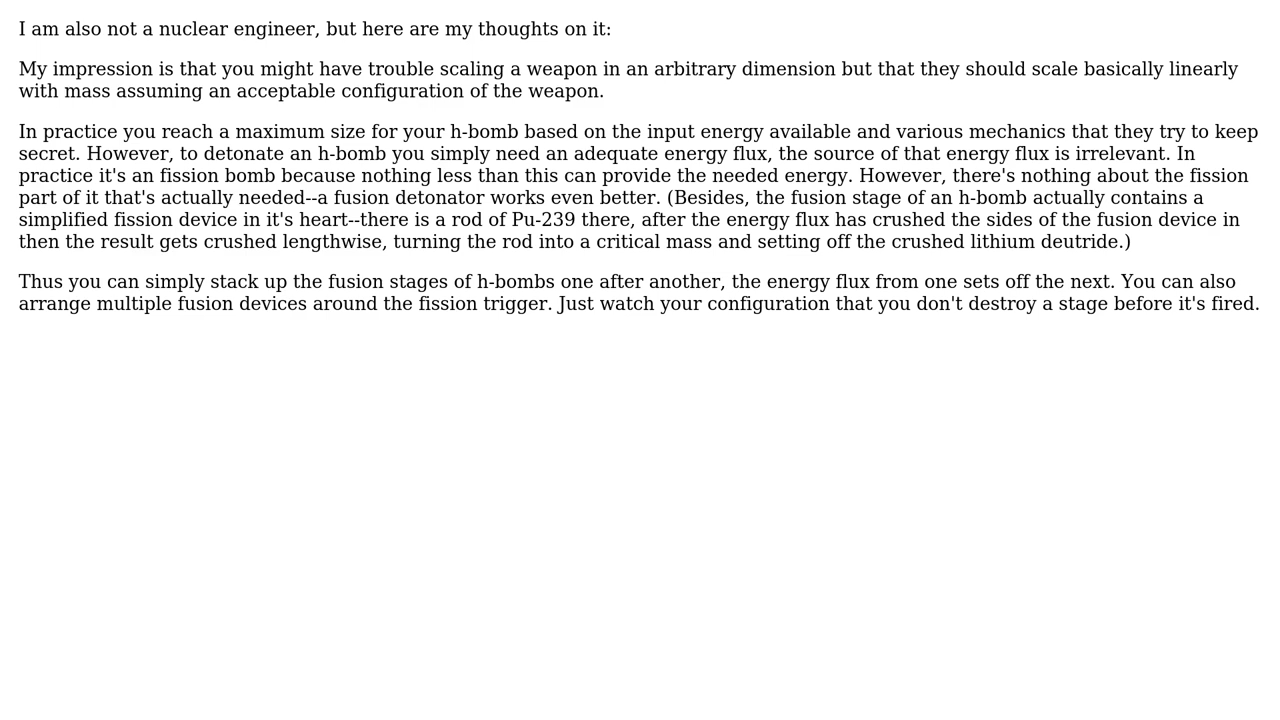 I am also not a nuclear engineer, but here are my thoughts on it:
My impression is that you might have trouble scaling a weapon in an arbitrary dimension but that they should scale basically linearly
with mass assuming an acceptable configuration of the weapon.
In practice you reach a maximum size for your h-bomb based on the input energy available and various mechanics that they try to keep
secret. However, to detonate an h-bomb you simply need an adequate energy flux, the source of that energy flux is irrelevant. In
practice it's an fission bomb because nothing less than this can provide the needed energy. However, there's nothing about the fission
part of it that's actually needed--a fusion detonator works even better. (Besides, the fusion stage of an h-bomb actually contains a
simplified fission device in it's heart--there is a rod of Pu-239 there, after the energy flux has crushed the sides of the fusion device in
then the result gets crushed lengthwise, turning the rod into a critical mass and setting off the crushed lithium deutride.)
Thus you can simply stack up the fusion stages of h-bombs one after another, the energy flux from one sets off the next. You can also
arrange multiple fusion devices around the fission trigger. Just watch your configuration that you don't destroy a stage before it's fired.